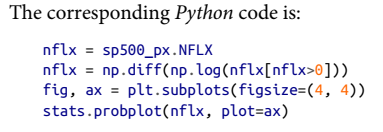 The corresponding Python code is:
nflx = sp500_px.NFLX
nflx = np.diff(np.log(nflx[nflx>0]))
fig, ax = plt.subplots(figsize=(4, 4))
stats.probplot(nflx, plot=ax)